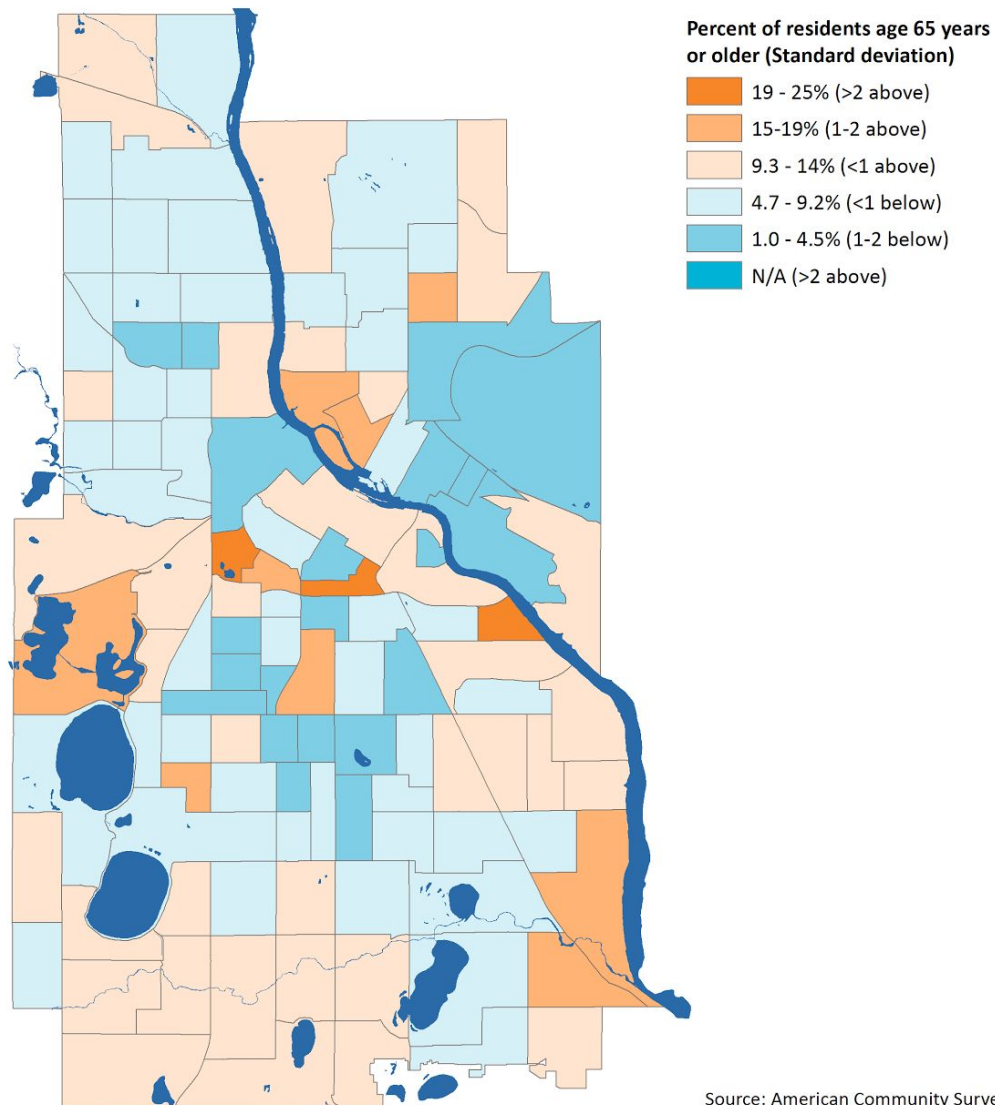 Percent of residents age 65 years
or older (Standard deviation)
19 - 25% (>2 above)
15-19% (1-2 above)
9.3 - 14% (<1 above)
4.7 - 9.2% (<1 below)
1.0 - 4.5% (1-2 below)
N/A (>2 above)
Source: American Community Surve